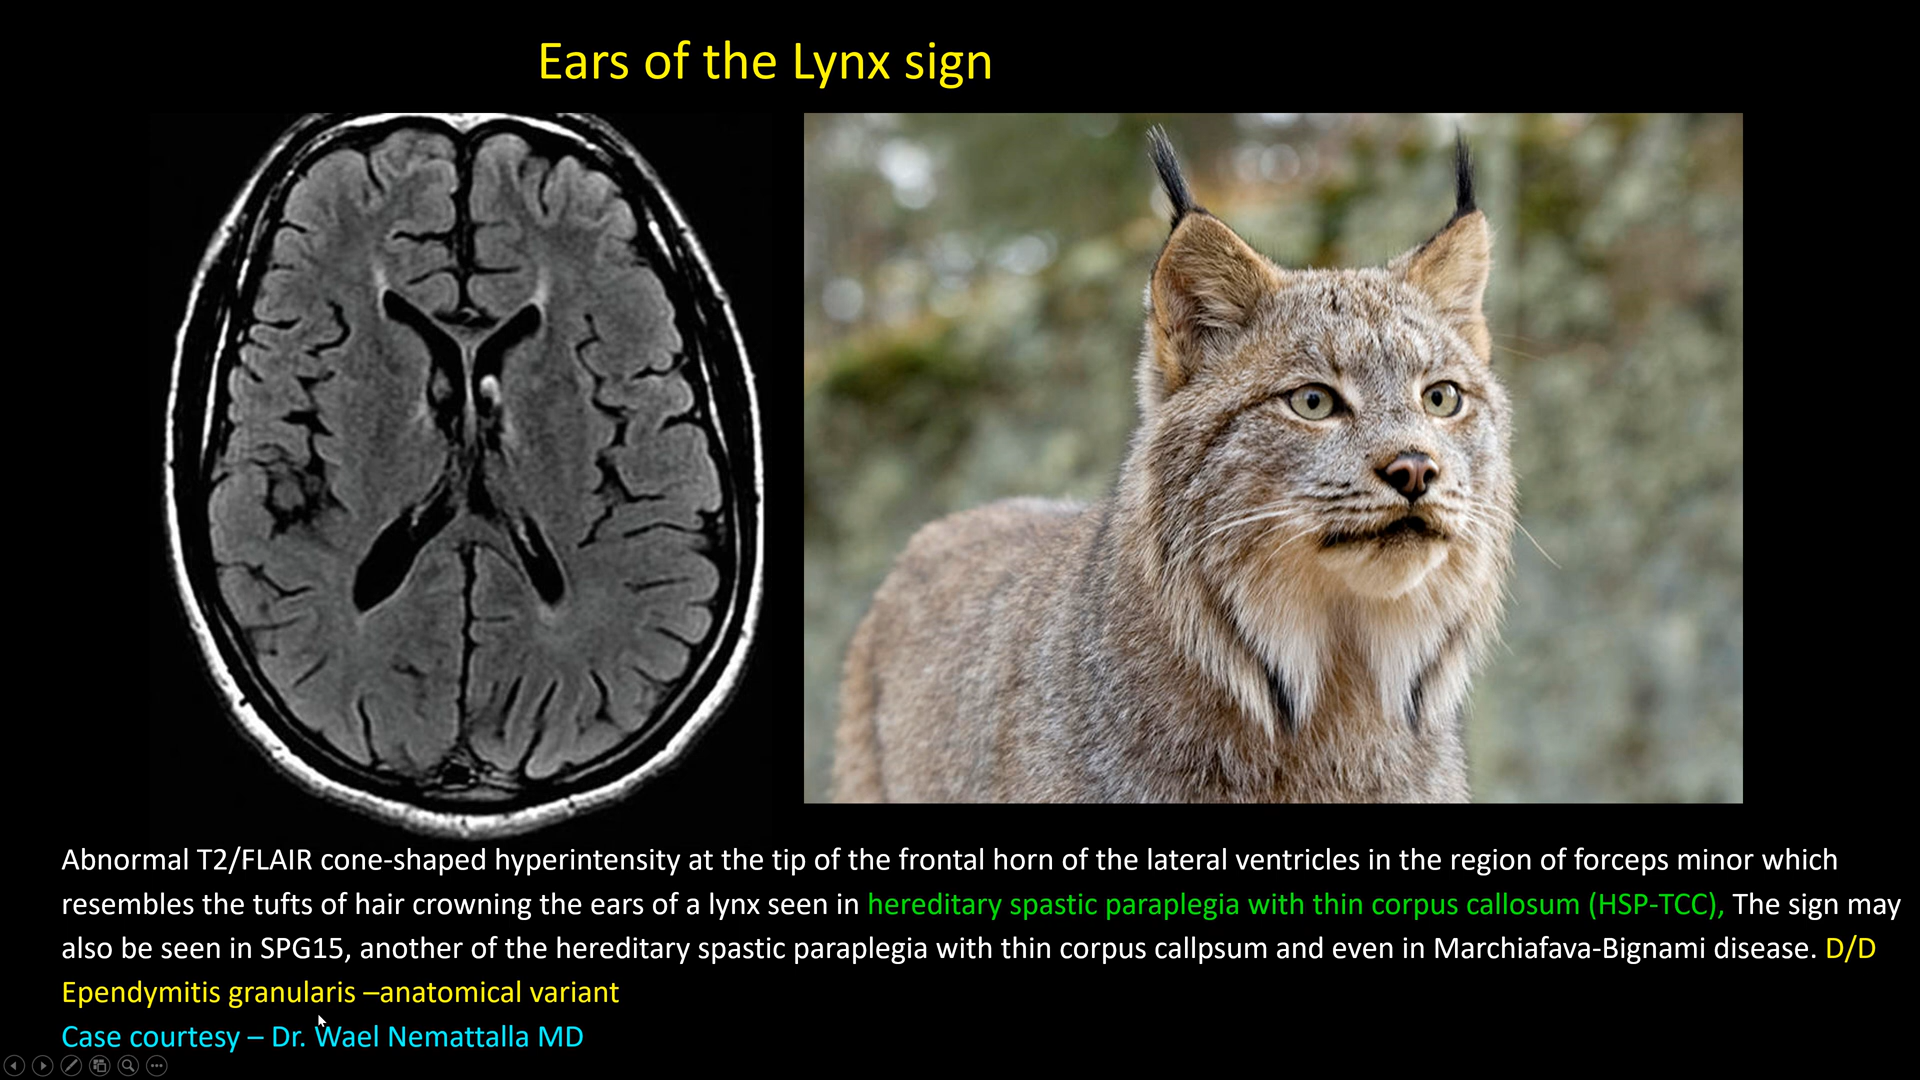 Ears of the Lynx sign
Abnormal T2/FLAIR cone-shaped hyperintensity at the tip of the frontal horn of the lateral ventricles in the region of forceps minor which
resembles the tufts of hair crowning the ears of a lynx seen in hereditary spastic paraplegia with thin corpus callosum (HSP-TCC), The sign may
also be seen in SPG15, another of the hereditary spastic paraplegia with thin corpus callpsum and even in Marchiafava-Bignami disease. D/D
Ependymitis granularis –anatomical variant
Case courtesy – Dr. Wael Nemattalla MD